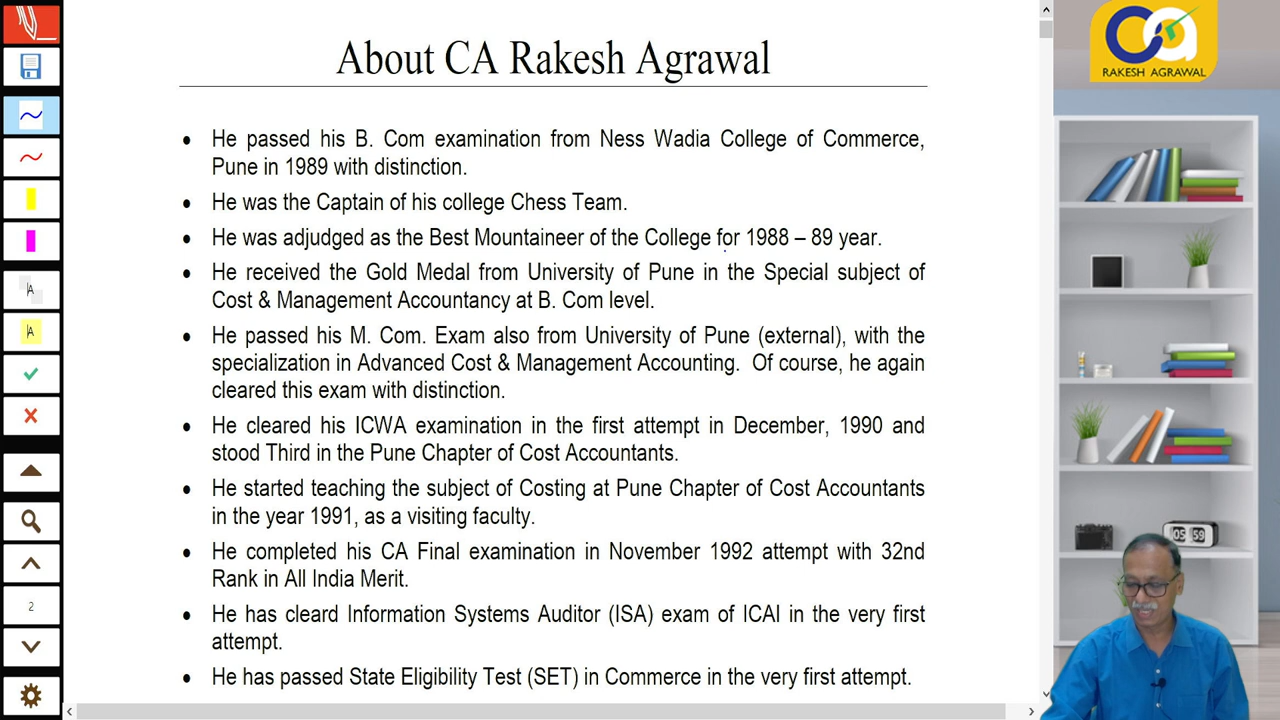 About CA Rakesh Agrawal
RAKESH AGRAWAL
• He passed his B. Com examination from Ness Wadia College of Commerce,
Pune in 1989 with distinction.
• He was the Captain of his college Chess Team.
• He was adjudged as the Best Mountaineer of the College for 1988 – 89 year.
• He received the Gold Medal from University of Pune in the Special subject of
Cost & Management Accountancy at B. Com level.
• He passed his M. Com. Exam also from University of Pune (external), with the
specialization in Advanced Cost & Management Accounting. Of course, he again
cleared this exam with distinction.
• He cleared his ICWA examination in the first attempt in December, 1990 and
stood Third in the Pune Chapter of Cost Accountants.
• He started teaching the subject of Costing at Pune Chapter of Cost Accountants
in the year 1991, as a visiting faculty.
• He completed his CA Final examination in November 1992 attempt with 32nd
Rank in All India Merit.
• He has cleard Information Systems Auditor (ISA) exam of ICAI in the very first
attempt.
• He has passed State Eligibility Test (SET) in Commerce in the very first attempt.
A
A
2
05 59